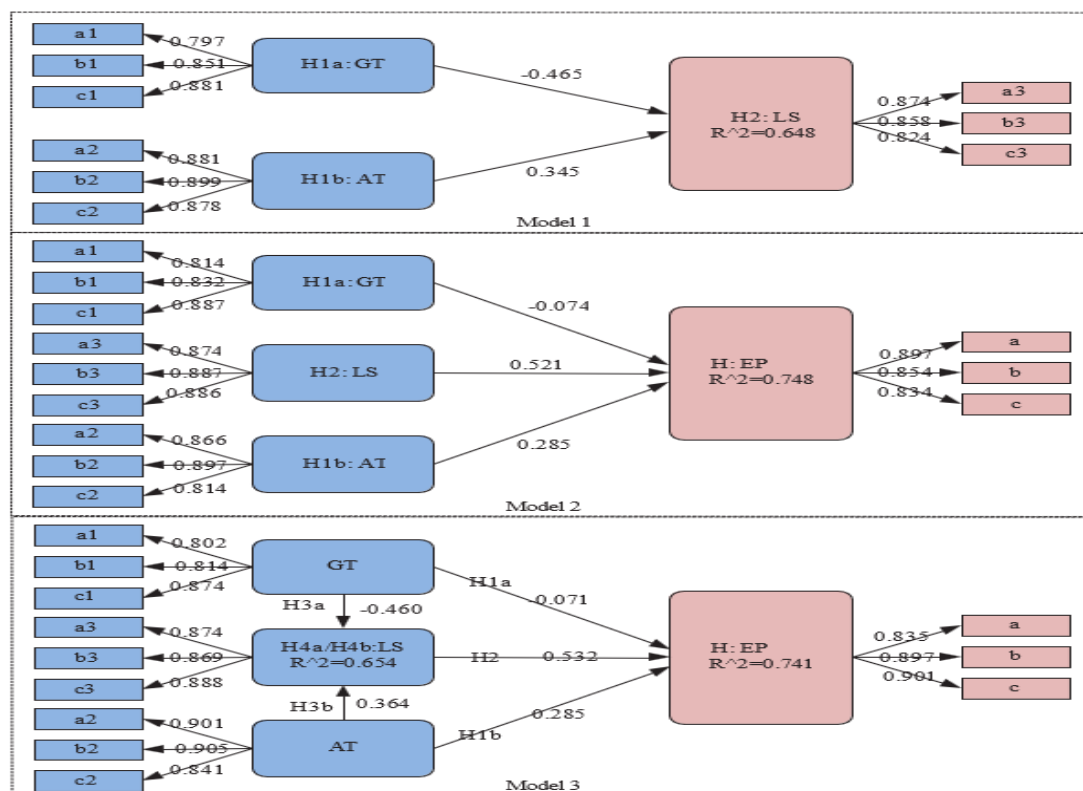 a1
b1
c1
0.797
0.851
0.881
H1a: GT
-0.465
a2
b2
c2
0.881
0.899
0.878
H1b: AT
0.345
H2: LS
R^2=0.648
0.874
0.858
0.824
a3
b3
c3
Model 1
a1
b1
c1
0.814
0.832
0.887
H1a: GT
-0.074
a3
b3
c3
0.874
0.887
0.886
H2: LS
0.521
a2
b2
c2
0.866
0.897
0.814
H1b: AT
0.285
H: EP
R^2=0.748
0.897
0.854
0.834
a
b
c
Model 2
a1
b1
c1
0.802
0.814
0.874
GT
H1a
-0.071
H3a
-0.460
a3
b3
c3
0.874
0.869
0.888
H4a/H4b:LS
R^2=0.654
H2
0.532
H3b
0.364
a2
b2
c2
0.901
0.905
0.841
AT
0.285
H1b
H: EP
R^2=0.741
0.835
0.897
0.901
a
b
c
Model 3